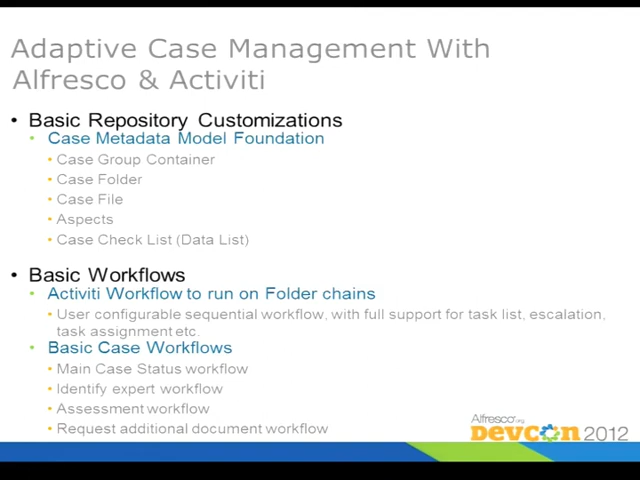 Adaptive Case Management With
Alfresco & Activiti
• Basic Repository Customizations
• Case Metadata Model Foundation
• Case Group Container
• Case Folder
• Case File
• Aspects
• Case Check List (Data List)
• Basic Workflows
• Activiti Workflow to run on Folder chains
• User configurable sequential workflow, with full support for task list, escalation,
task assignment etc.
• Basic Case Workflows
• Main Case Status workflow
• Identify expert workflow
• Assessment workflow
• Request additional document workflow
Alfresco
DEVCON 2012